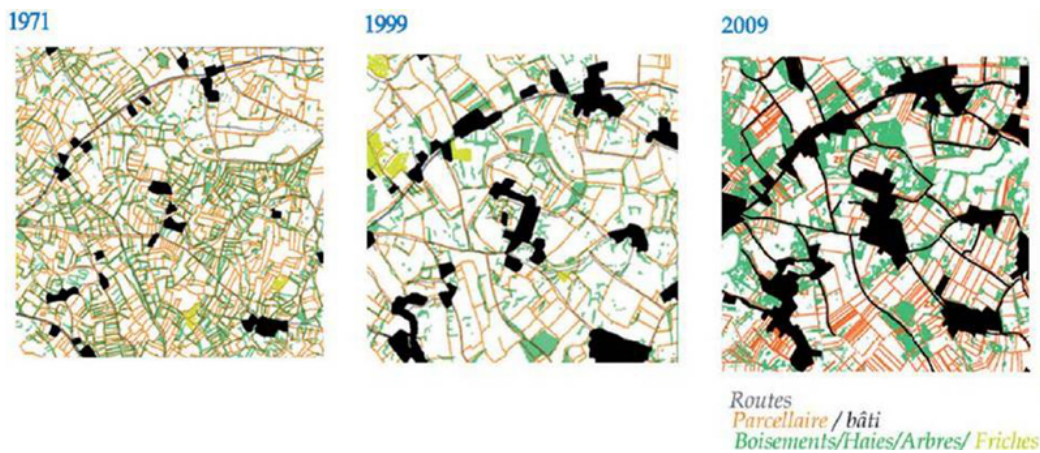 1971
1999
2009
Routes
Parcellaire / bâti
Boisements/Haies/Arbres/ Friches